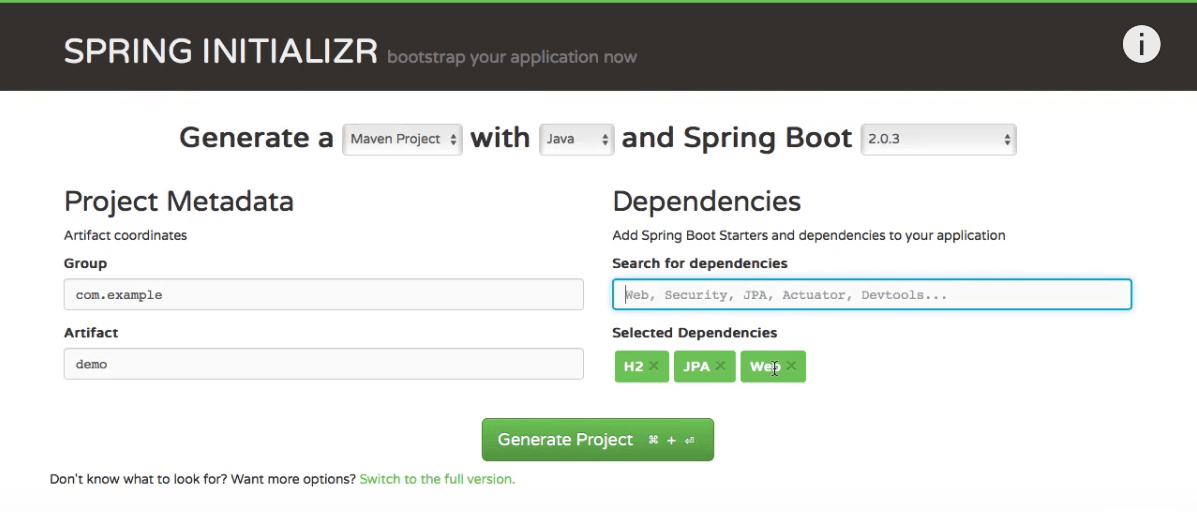 SPRING INITIALIZR bootstrap your application now
Generate a Maven Project with Java and Spring Boot 2.0.3
Project Metadata
Artifact coordinates
Group
com.example
Artifact
demo
Dependencies
Add Spring Boot Starters and dependencies to your application
Search for dependencies
Web, Security, JPA, Actuator, Devtools...
Selected Dependencies
H2 × JPA × Web ×
Generate Project ⌘ + ⏎
Don't know what to look for? Want more options? Switch to the full version.